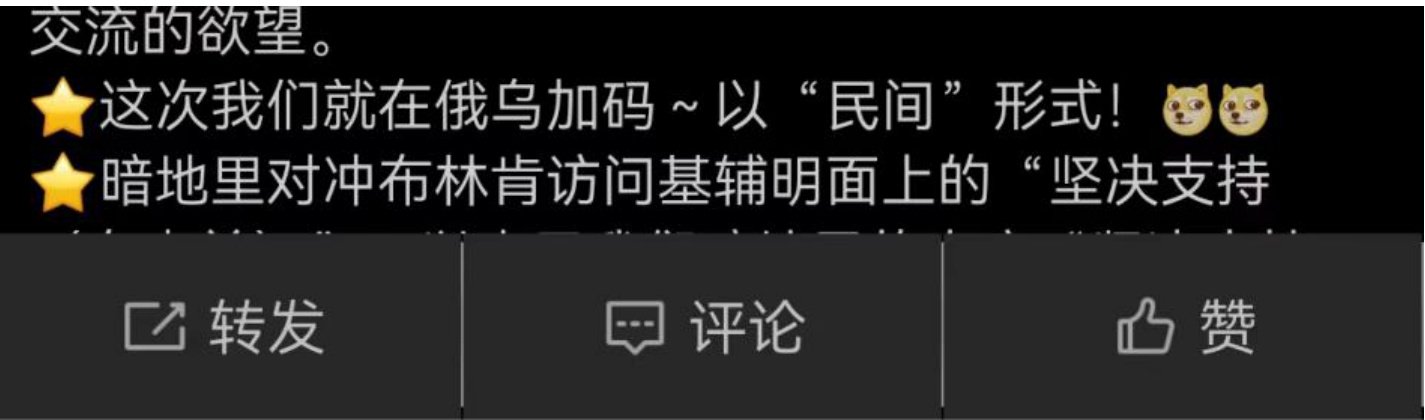 交流的欲望。
⭐这次我们就在俄乌加码~以“民间”形式！
⭐暗地里对冲布林肯访问基辅明面上的“坚决支持
转发
评论
赞